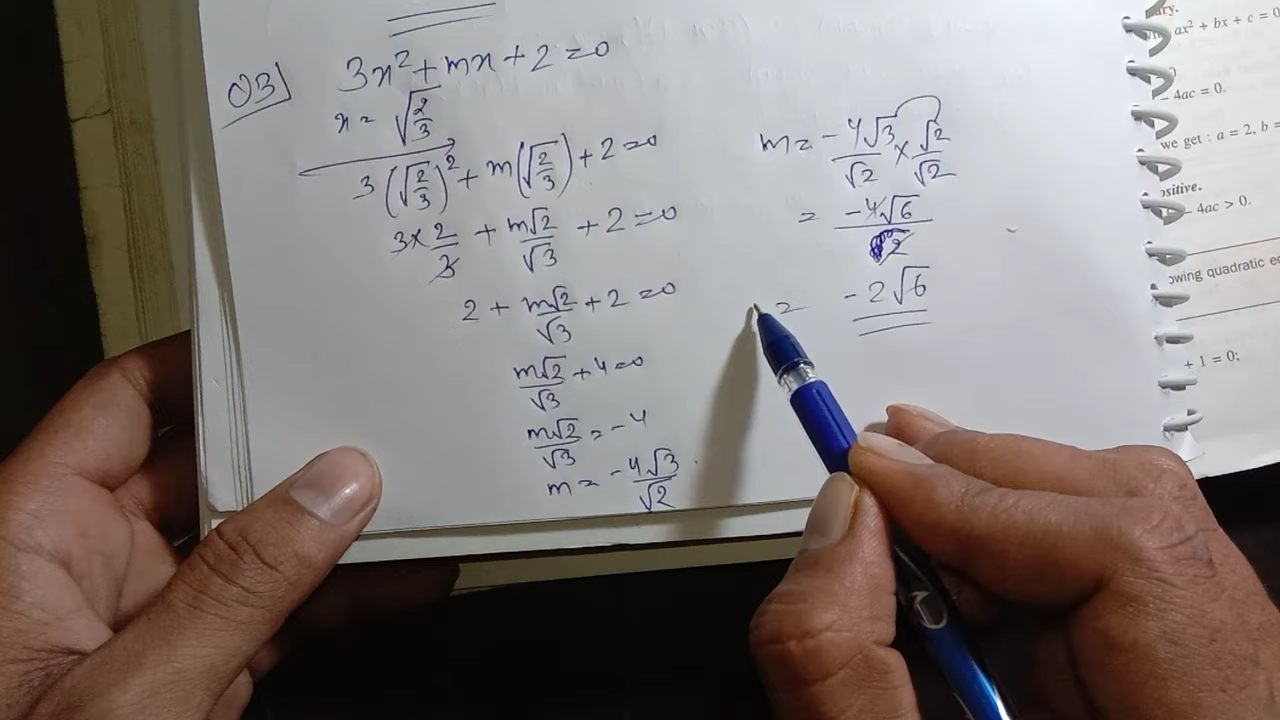 Q3] 3x² + mx + 2 = 0
x = √(2/3)
3(√(2/3))² + m(√(2/3)) + 2 = 0
3 × 2/3 + m√2/√3 + 2 = 0
2 + m√2/√3 + 2 = 0
m√2/√3 + 4 = 0
m√2/√3 = -4
m = -4√3/√2
m = -4√3/√2 × √2/√2
= -4√6/2
= -2√6
ary.
ax² + bx + c = 0
- 4ac = 0.
we get : a = 2, b =
ositive.
- 4ac > 0.
owing quadratic eq
+ 1 = 0;